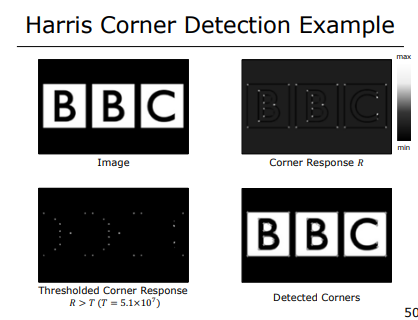 Harris Corner Detection Example
max
BBC
min
Image
Corner Response R
BBC
BBC
Thresholded Corner Response
R > T (T = 5.1×10⁷)
Detected Corners
50